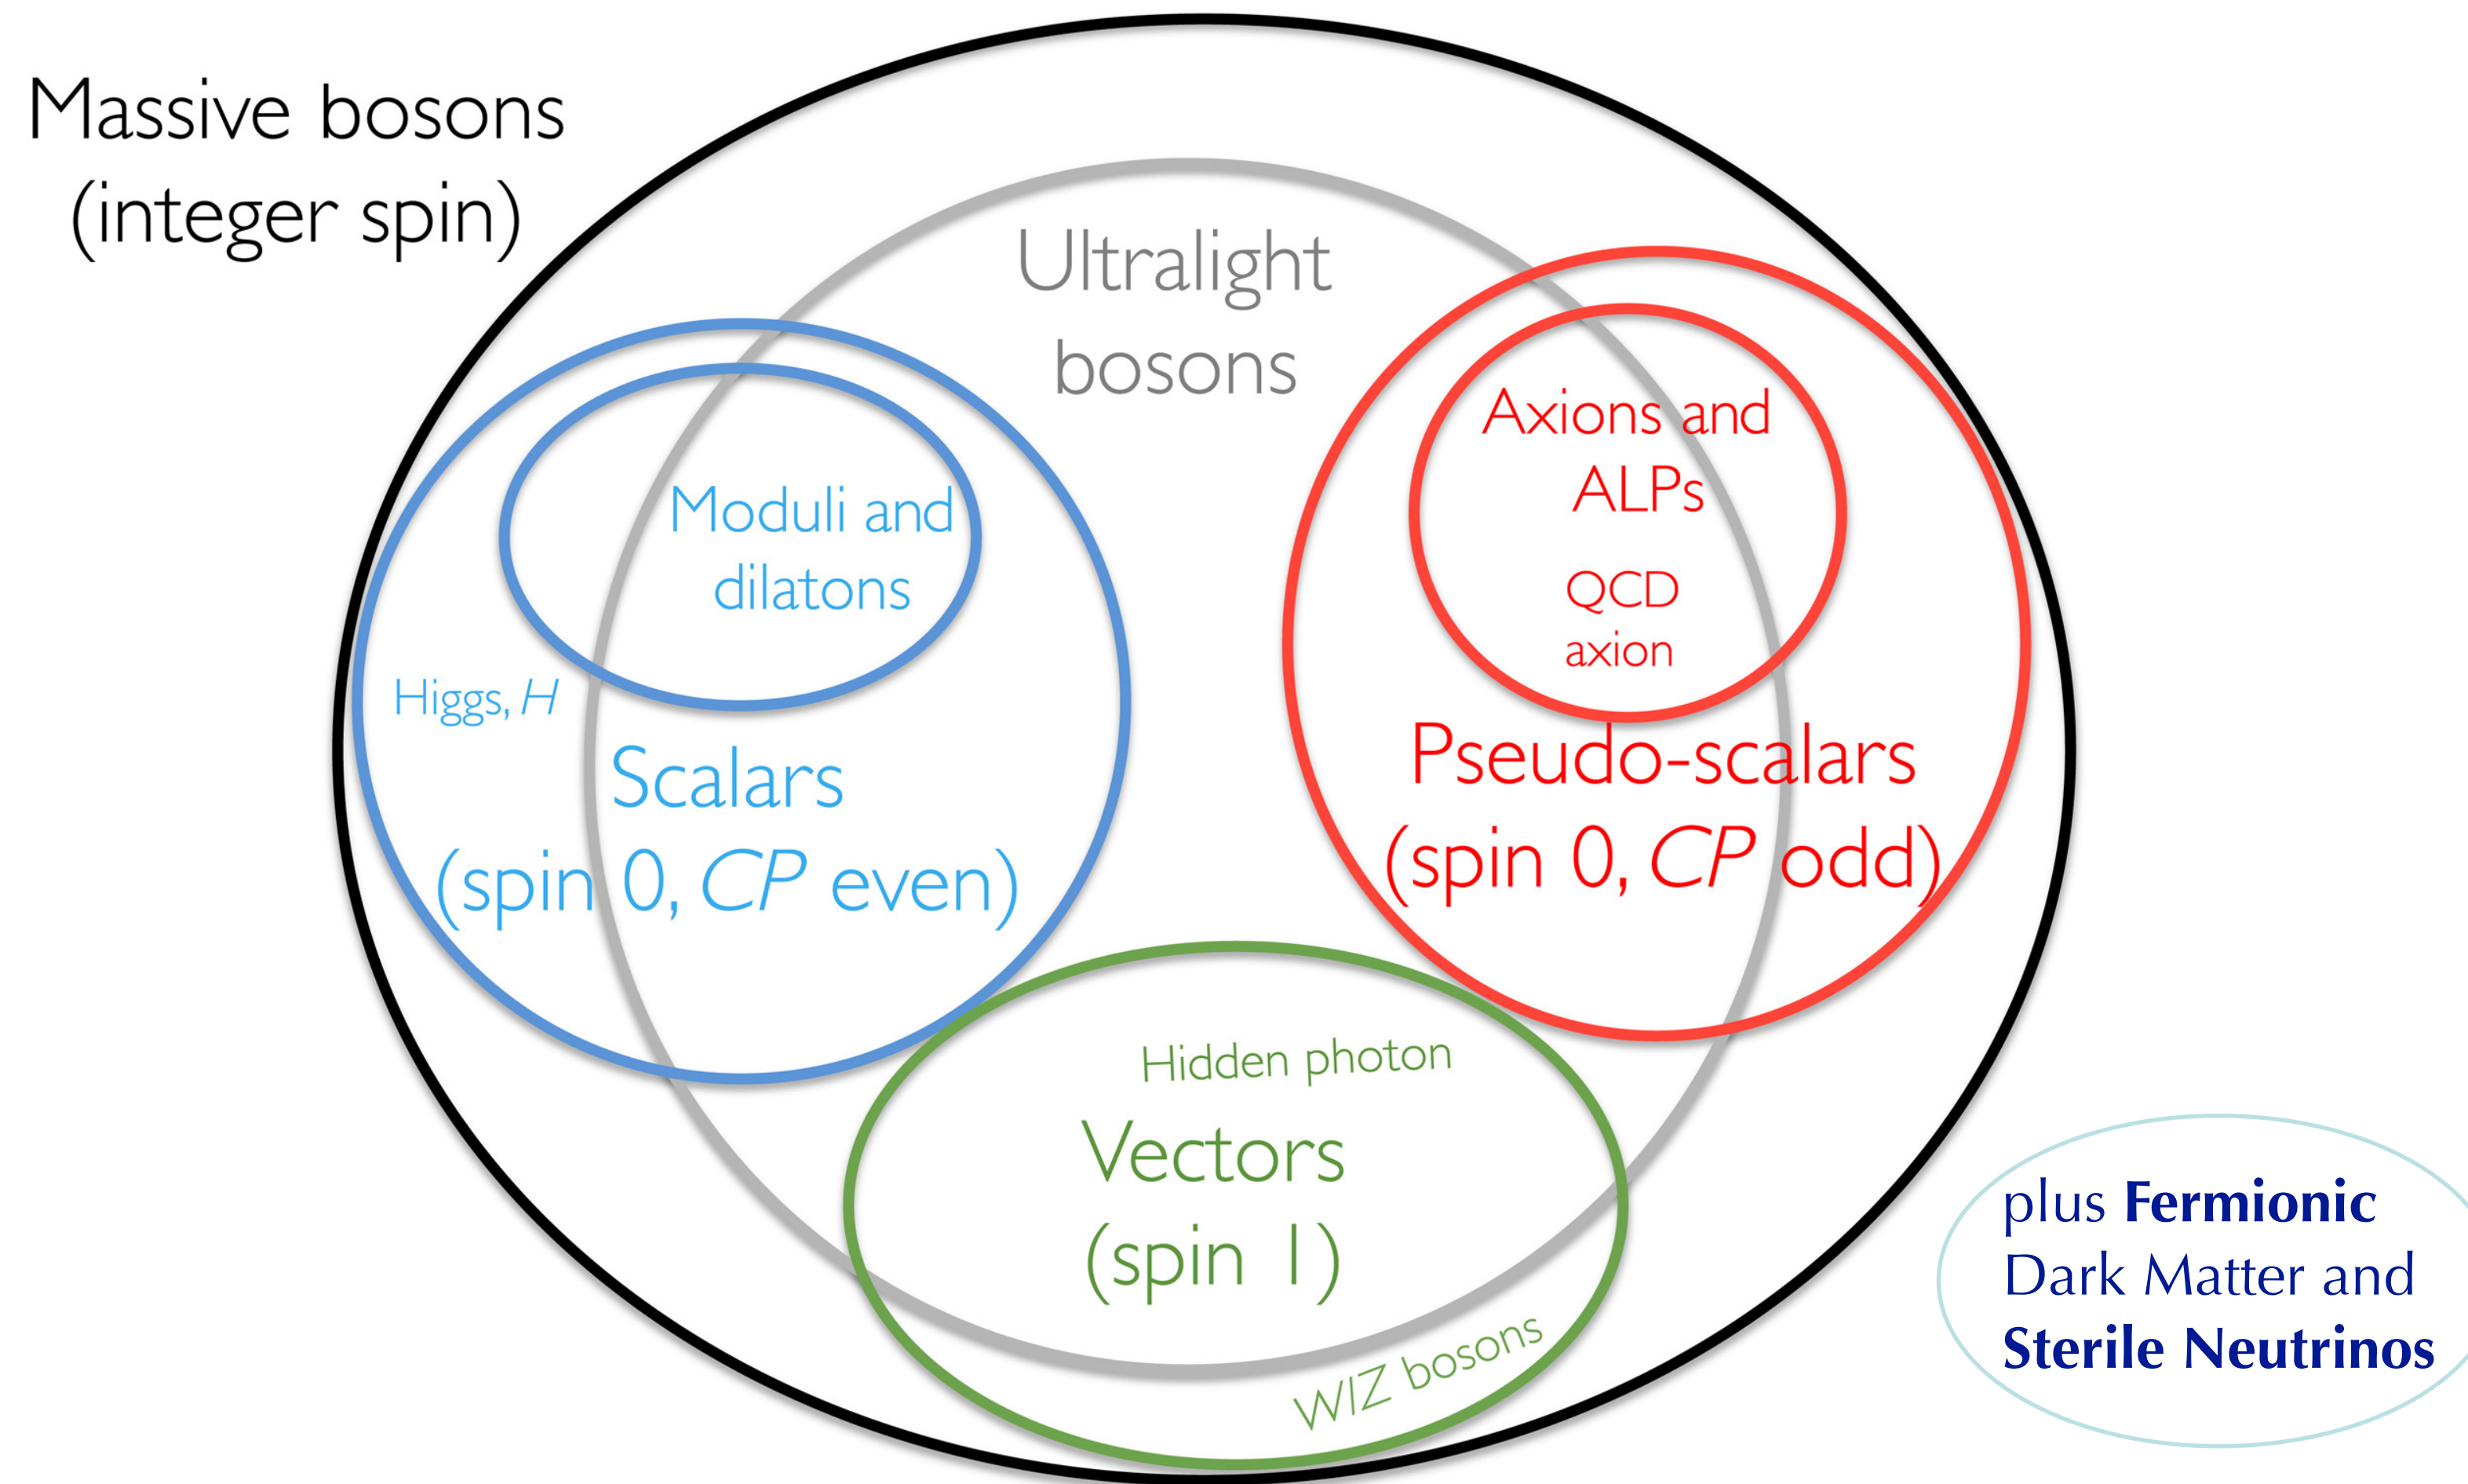 Massive bosons
(integer spin)
Ultralight
bosons
Moduli and
dilatons
Higgs, H
Scalars
(spin 0, CP even)
Axions and
ALPs
QCD
axion
Pseudo-scalars
(spin 0, CP odd)
Hidden photon
Vectors
(spin 1)
W/Z bosons
plus Fermionic
Dark Matter and
Sterile Neutrinos